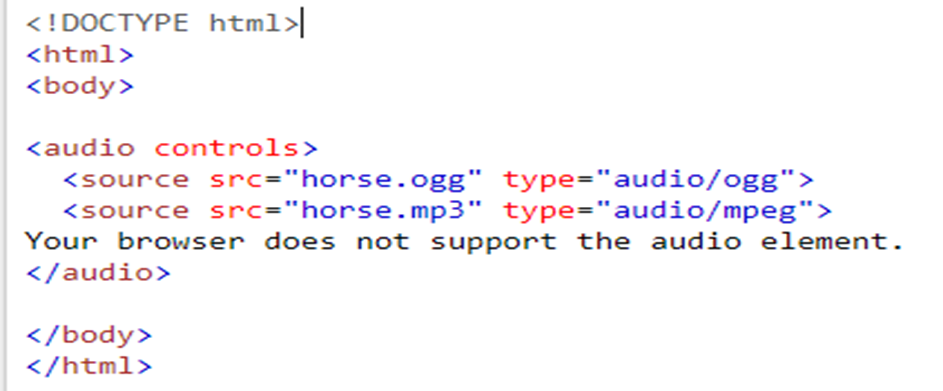 <!DOCTYPE html>
<html>
<body>
<audio controls>
<source src="horse.ogg" type="audio/ogg">
<source src="horse.mp3" type="audio/mpeg">
Your browser does not support the audio element.
</audio>
</body>
</html>